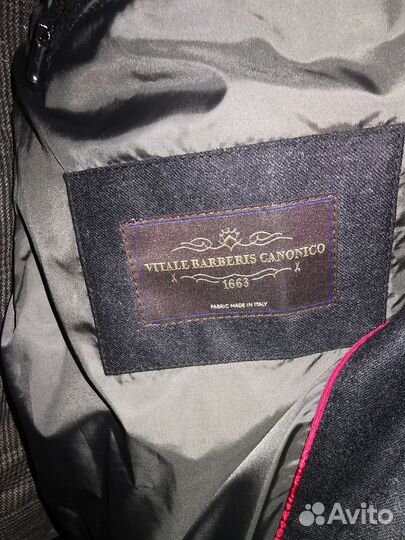 VITALE BARBERIS CANONICO
1663
FABRIC MADE IN ITALY
Avito